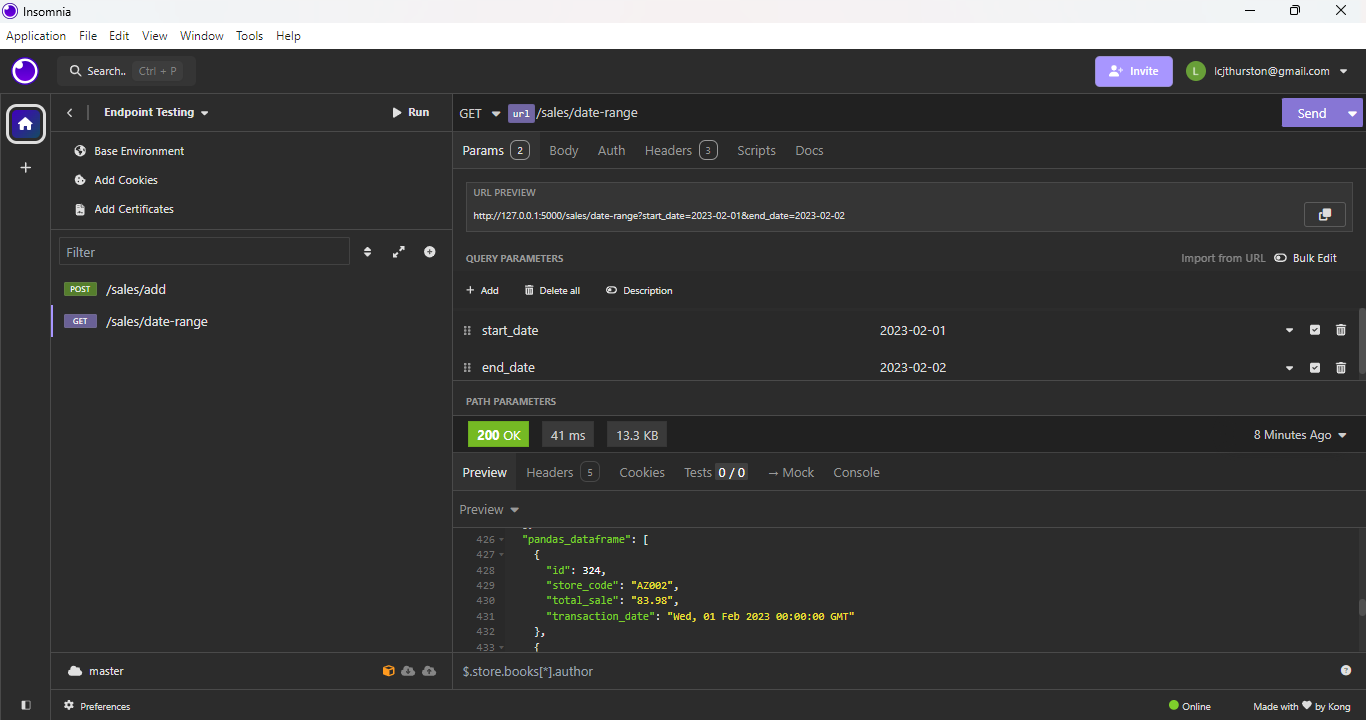 Insomnia
Application File Edit View Window Tools Help
Search.. Ctrl + P
Invite
L
lcjthurston@gmail.com
Endpoint Testing
Run
Base Environment
Add Cookies
Add Certificates
Filter
POST /sales/add
GET /sales/date-range
master
Preferences
GET url /sales/date-range
Send
Params 2 Body Auth Headers 3 Scripts Docs
URL PREVIEW
http://127.0.0.1:5000/sales/date-range?start_date=2023-02-01&end_date=2023-02-02
QUERY PARAMETERS
Import from URL Bulk Edit
+ Add Delete all Description
start_date 2023-02-01
end_date 2023-02-02
PATH PARAMETERS
200 OK 41 ms 13.3 KB 8 Minutes Ago
Preview Headers 5 Cookies Tests 0 / 0 → Mock Console
Preview
426 "pandas_dataframe": [
427 {
428 "id": 324,
429 "store_code": "AZ002",
430 "total_sale": "83.98",
431 "transaction_date": "Wed, 01 Feb 2023 00:00:00 GMT"
432 },
433 {
$.store.books[*].author
Online
Made with ♥ by Kong